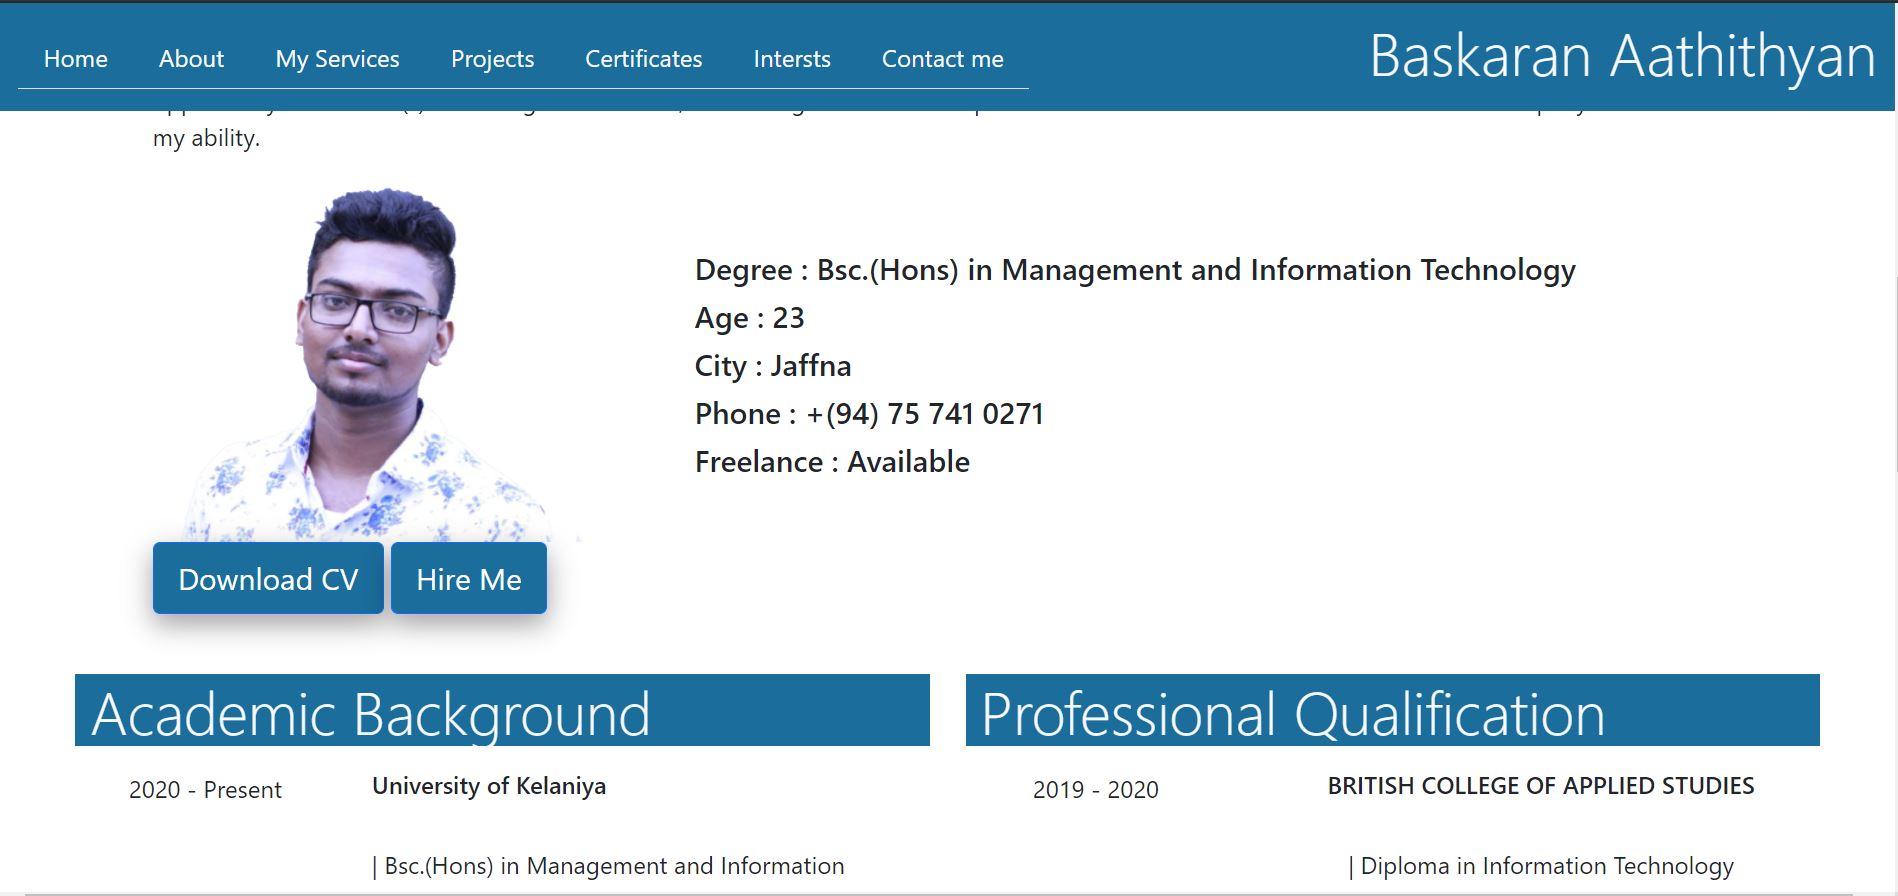 Home About My Services Projects Certificates Intersts Contact me
Baskaran Aathithyan
my ability.
Degree : Bsc.(Hons) in Management and Information Technology
Age : 23
City : Jaffna
Phone : +(94) 75 741 0271
Freelance : Available
Download CV Hire Me
Academic Background
2020 - Present University of Kelaniya
| Bsc.(Hons) in Management and Information
Professional Qualification
2019 - 2020 BRITISH COLLEGE OF APPLIED STUDIES
| Diploma in Information Technology